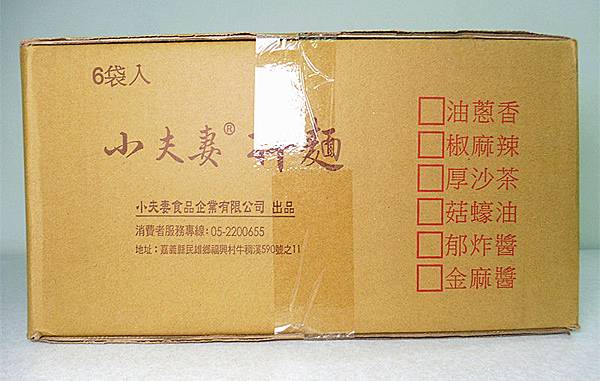 6袋入
小夫妻® 拌麵
小夫妻食品企業有限公司 出品
消費者服務專線:05-2200655
地址:嘉義縣民雄鄉福興村牛稠溪590號之11
油蔥香
椒麻辣
厚沙茶
菇蠔油
郁炸醬
金麻醬